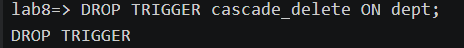 lab8=> DROP TRIGGER cascade_delete ON dept;
DROP TRIGGER